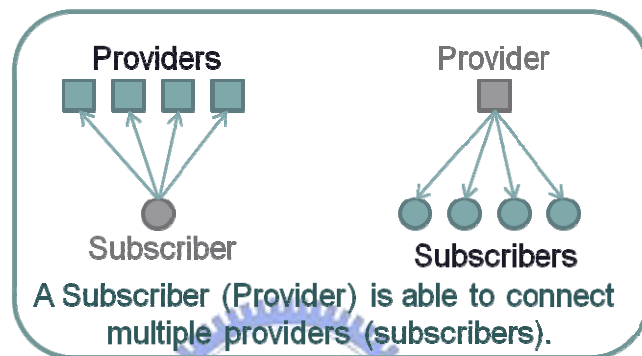 Providers
Provider
Subscriber
Subscribers
A Subscriber (Provider) is able to connect
multiple providers (subscribers).